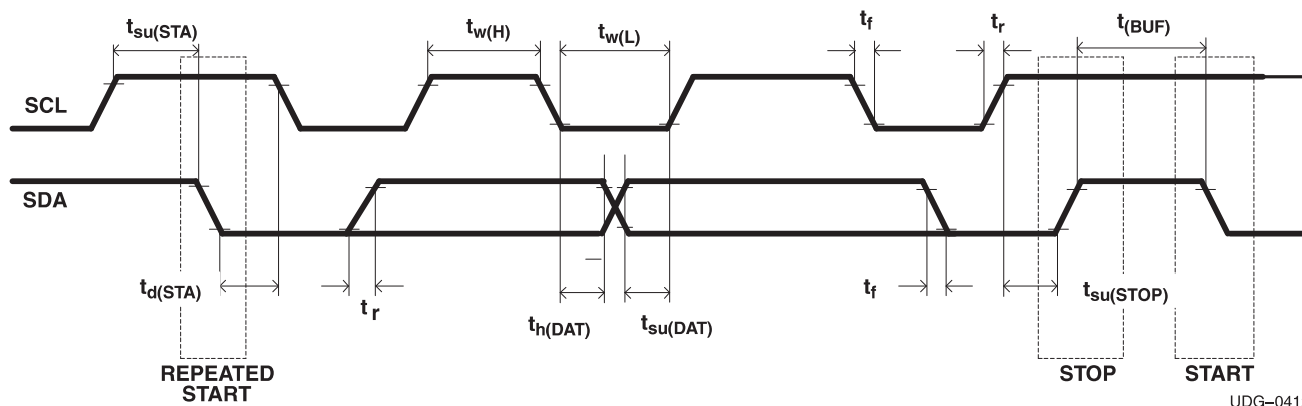 tsu(STA)
tw(H)
tw(L)
tf
tr
t(BUF)
SCL
SDA
td(STA)
tr
th(DAT)
tsu(DAT)
tf
tsu(STOP)
REPEATED
START
STOP
START
UDG–041